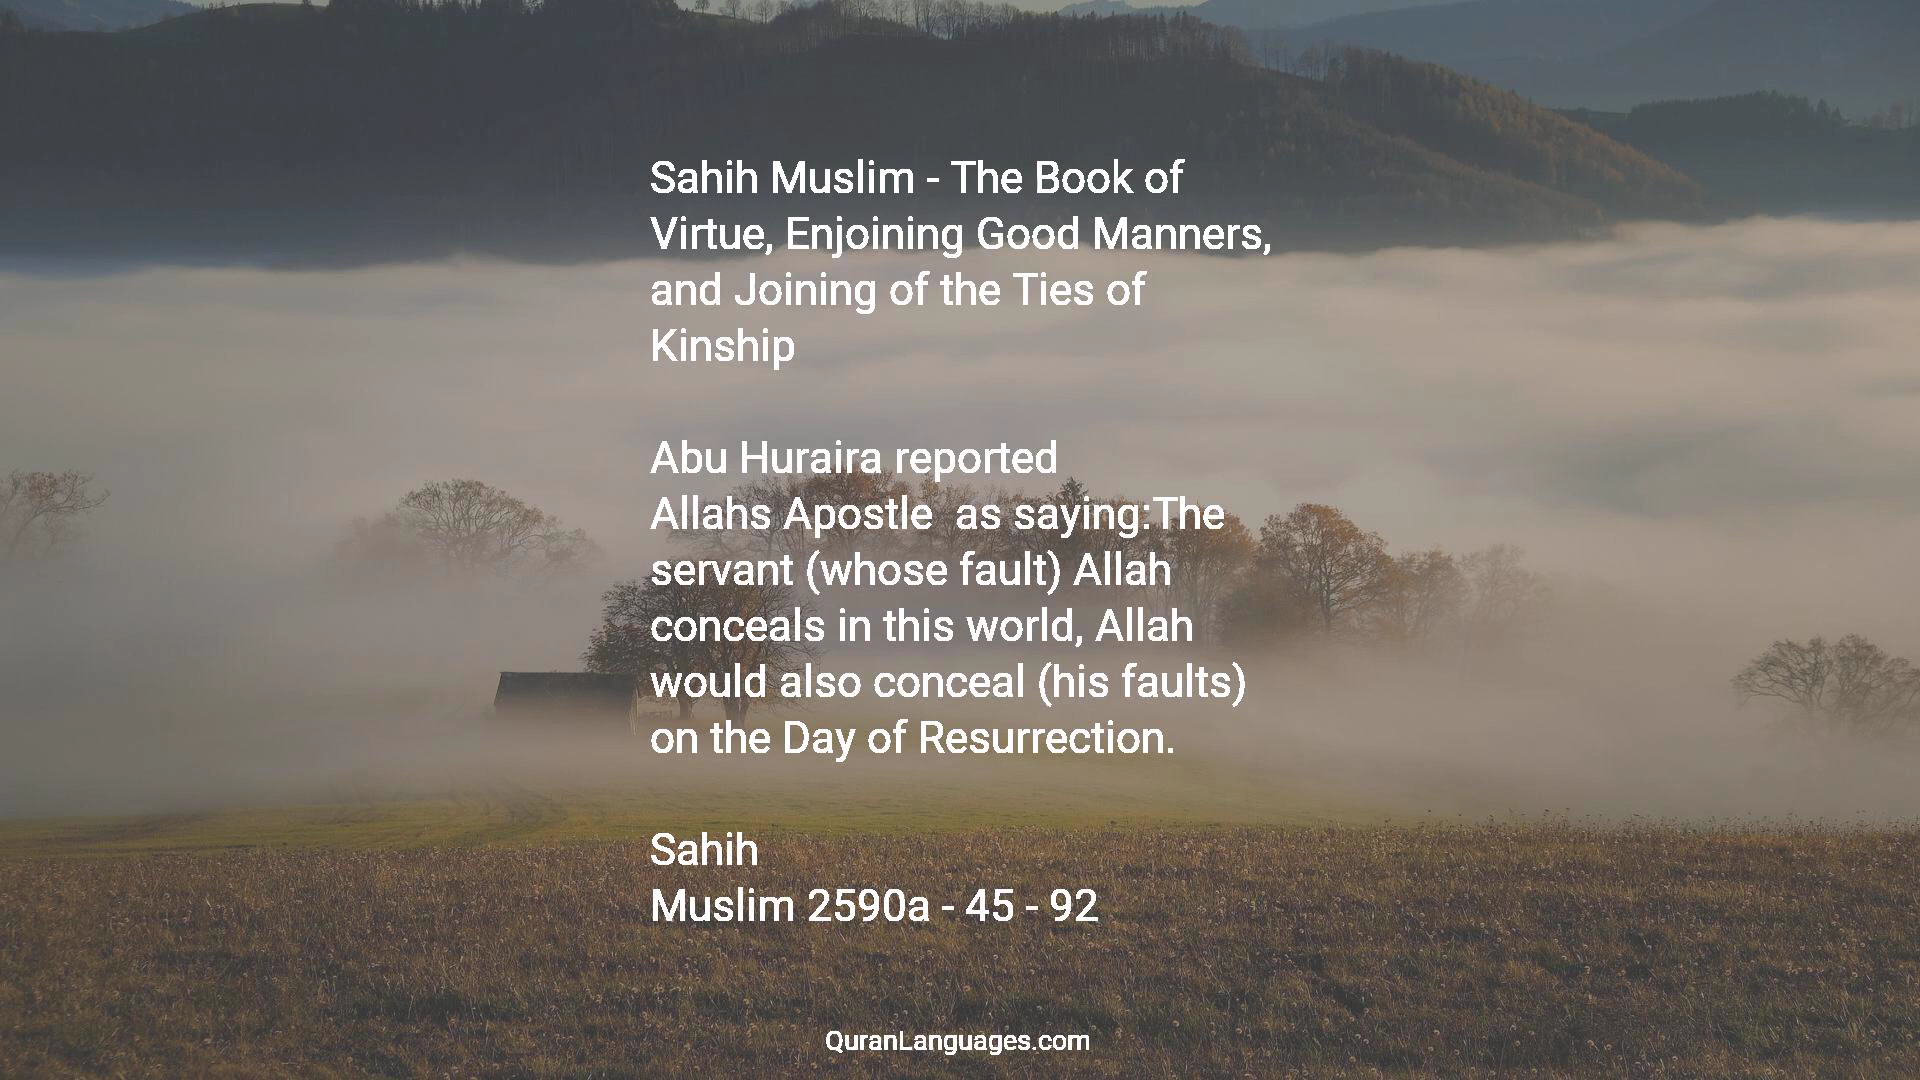 Sahih Muslim - The Book of
Virtue, Enjoining Good Manners,
and Joining of the Ties of
Kinship
Abu Huraira reported
Allahs Apostle  as saying:The
servant (whose fault) Allah
conceals in this world, Allah
would also conceal (his faults)
on the Day of Resurrection.
Sahih
Muslim 2590a - 45 - 92
QuranLanguages.com